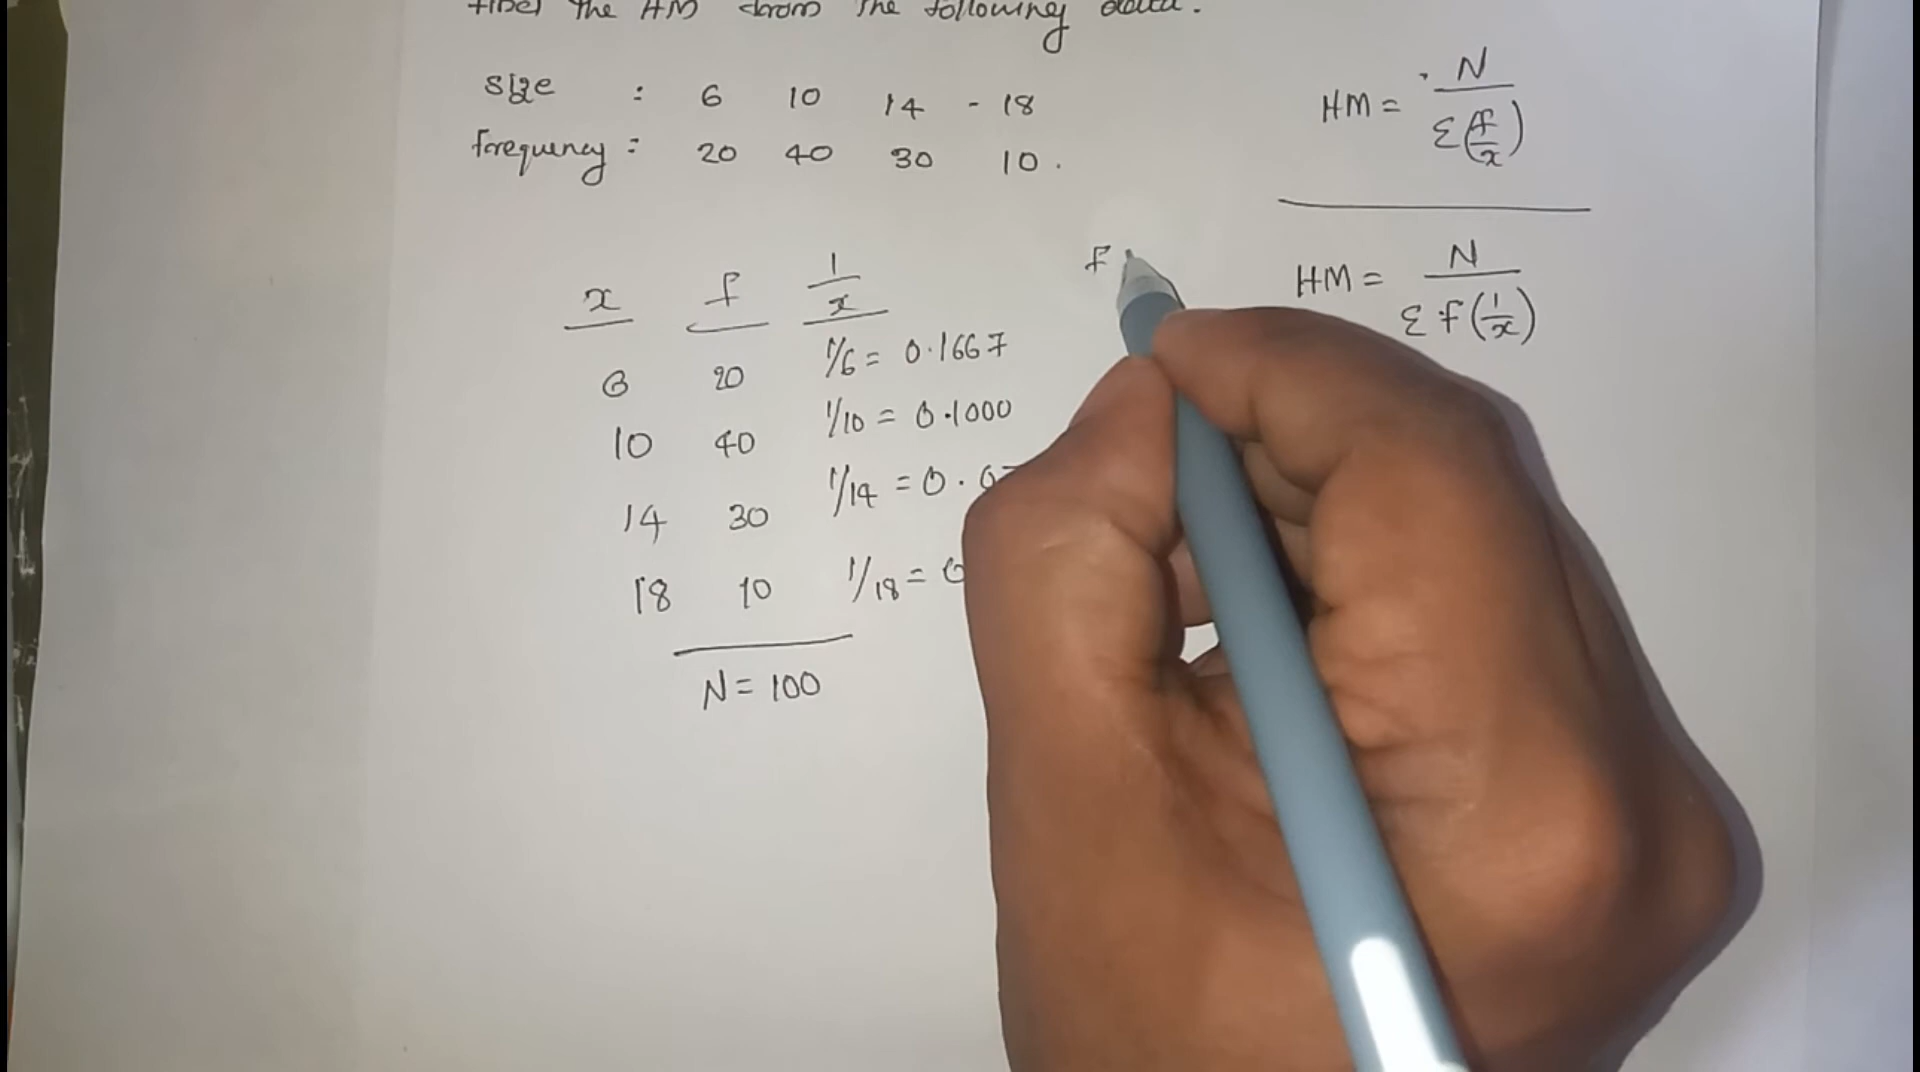 find the HM from the following data.
size : 6 10 14 - 18
frequency : 20 40 30 10.
HM = N / Σ(f/x)
HM = N / Σ f(1/x)
x f 1/x f
6 20 1/6 = 0.1667
10 40 1/10 = 0.1000
14 30 1/14 = 0.0
18 10 1/18 = 0
N = 100